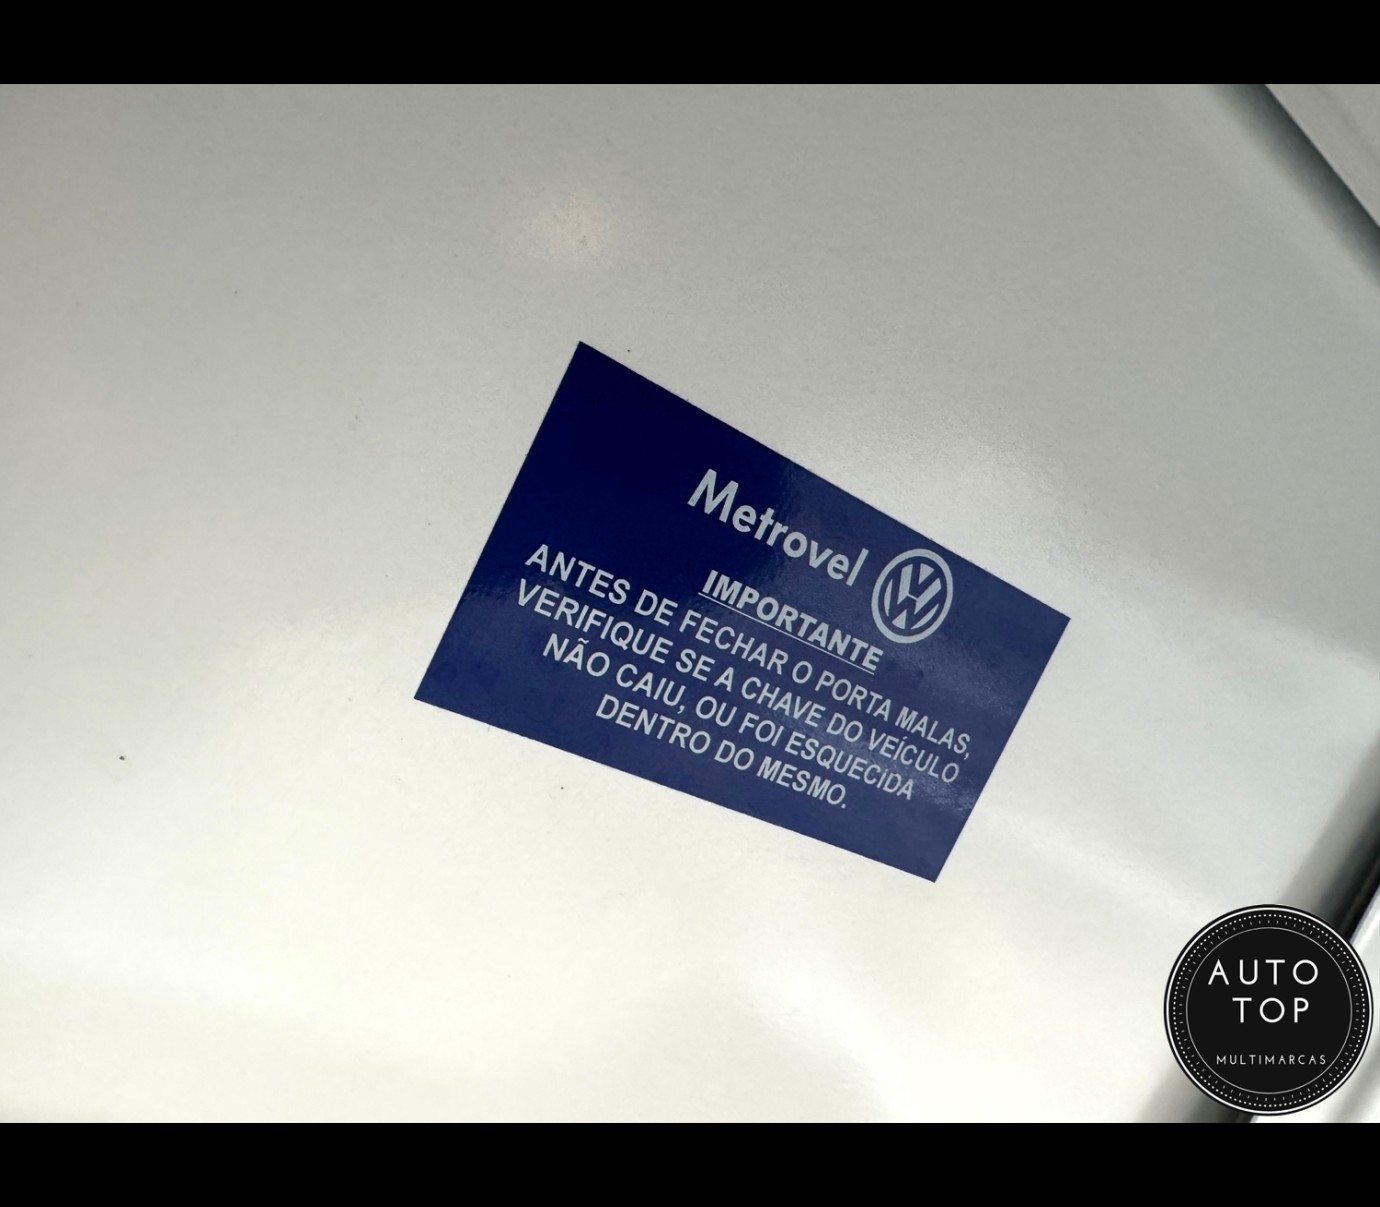 Metrovel
IMPORTANTE
ANTES DE FECHAR O PORTA MALAS,
VERIFIQUE SE A CHAVE DO VEÍCULO
NÃO CAIU, OU FOI ESQUECIDA
DENTRO DO MESMO.
AUTO
TOP
MULTIMARCAS